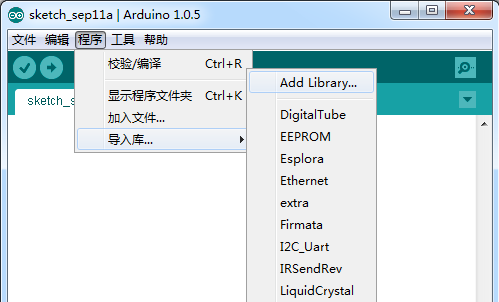 sketch_sep11a | Arduino 1.0.5
文件 编辑 程序 工具 帮助
校验/编译 Ctrl+R
显示程序文件夹 Ctrl+K
加入文件...
导入库...
sketch_s
Add Library...
DigitalTube
EEPROM
Esplora
Ethernet
extra
Firmata
I2C_Uart
IRSendRev
LiquidCrystal